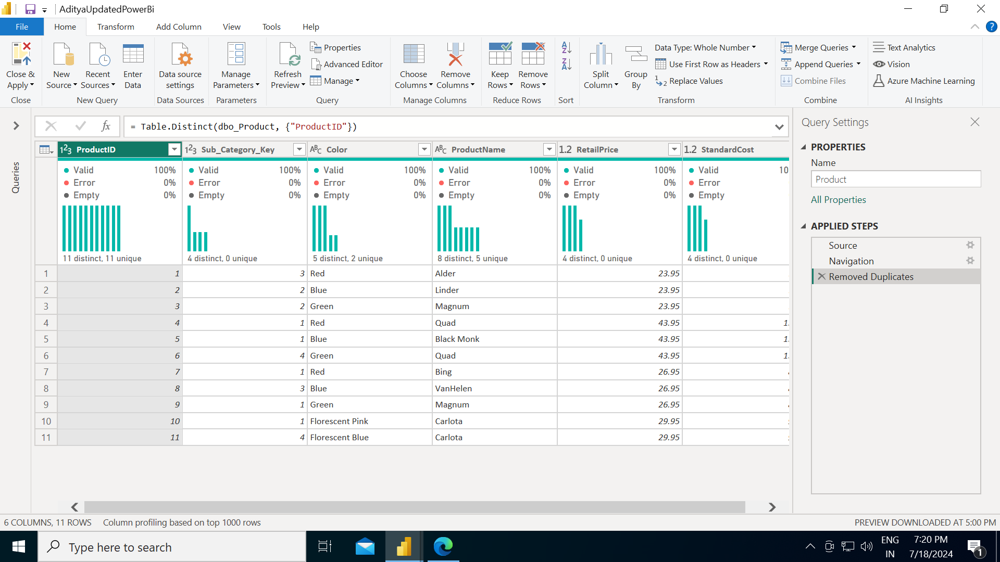 AdityaUpdatedPowerBi
File Home Transform Add Column View Tools Help
Close & Apply
Close
New Source
Recent Sources
Enter Data
New Query
Data source settings
Data Sources
Manage Parameters
Parameters
Refresh Preview
Properties
Advanced Editor
Manage
Query
Choose Columns
Remove Columns
Manage Columns
Keep Rows
Remove Rows
Reduce Rows
Sort
Split Column
Group By
Data Type: Whole Number
Use First Row as Headers
Replace Values
Transform
Merge Queries
Append Queries
Combine Files
Combine
Text Analytics
Vision
Azure Machine Learning
AI Insights
Queries
fx = Table.Distinct(dbo_Product, {"ProductID"})
123 ProductID 123 Sub_Category_Key ABC Color ABC ProductName 1.2 RetailPrice 1.2 StandardCost
Valid 100% Valid 100% Valid 100% Valid 100% Valid 100% Valid 10
Error 0% Error 0% Error 0% Error 0% Error 0% Error
Empty 0% Empty 0% Empty 0% Empty 0% Empty 0% Empty
11 distinct, 11 unique 4 distinct, 0 unique 5 distinct, 2 unique 8 distinct, 5 unique 4 distinct, 0 unique 4 distinct, 0 unique
1 1 3 Red Alder 23.95
2 2 2 Blue Linder 23.95
3 3 2 Green Magnum 23.95
4 4 1 Red Quad 43.95 1
5 5 1 Blue Black Monk 43.95 1
6 6 4 Green Quad 43.95 1
7 7 1 Red Bing 26.95
8 8 3 Blue VanHelen 26.95
9 9 1 Green Magnum 26.95
10 10 1 Florescent Pink Carlota 29.95
11 11 4 Florescent Blue Carlota 29.95
Query Settings
PROPERTIES
Name
Product
All Properties
APPLIED STEPS
Source
Navigation
Removed Duplicates
6 COLUMNS, 11 ROWS Column profiling based on top 1000 rows PREVIEW DOWNLOADED AT 5:00 PM
Type here to search
ENG
IN
7:20 PM
7/18/2024
1